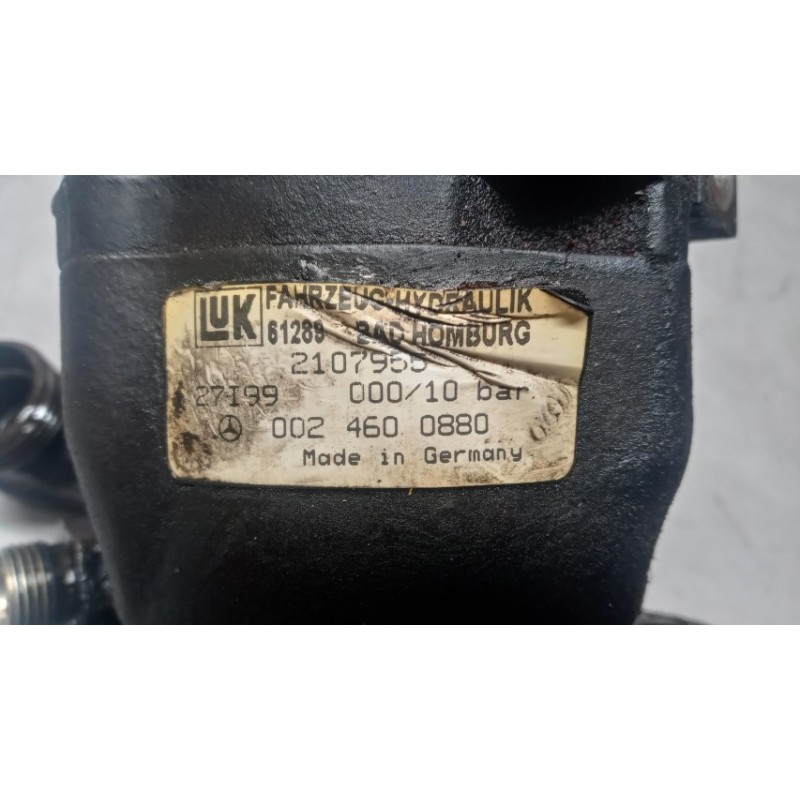 LUK FAHRZEUG-HYDRAULIK
61289 BAD HOMBURG
2107955
27I99 000/10 bar
002 460 0880
Made in Germany